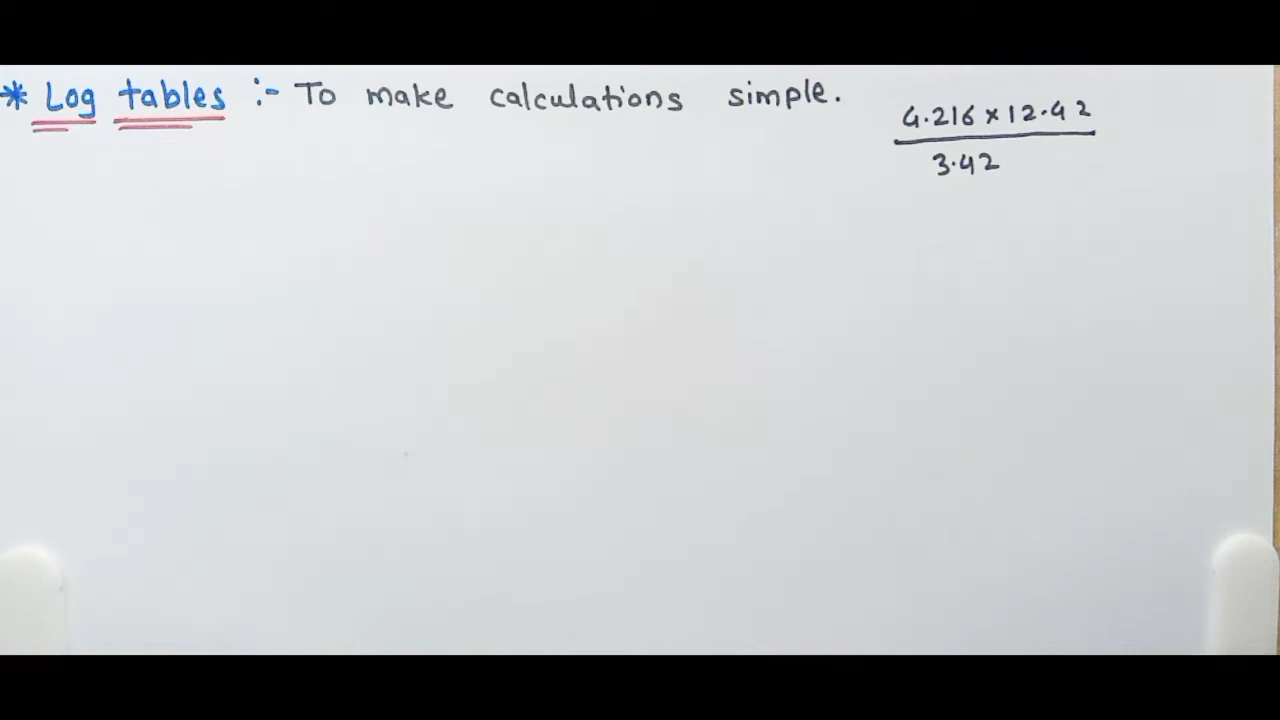 * Log tables :- To make calculations simple.
4.216 × 12.42
3.42